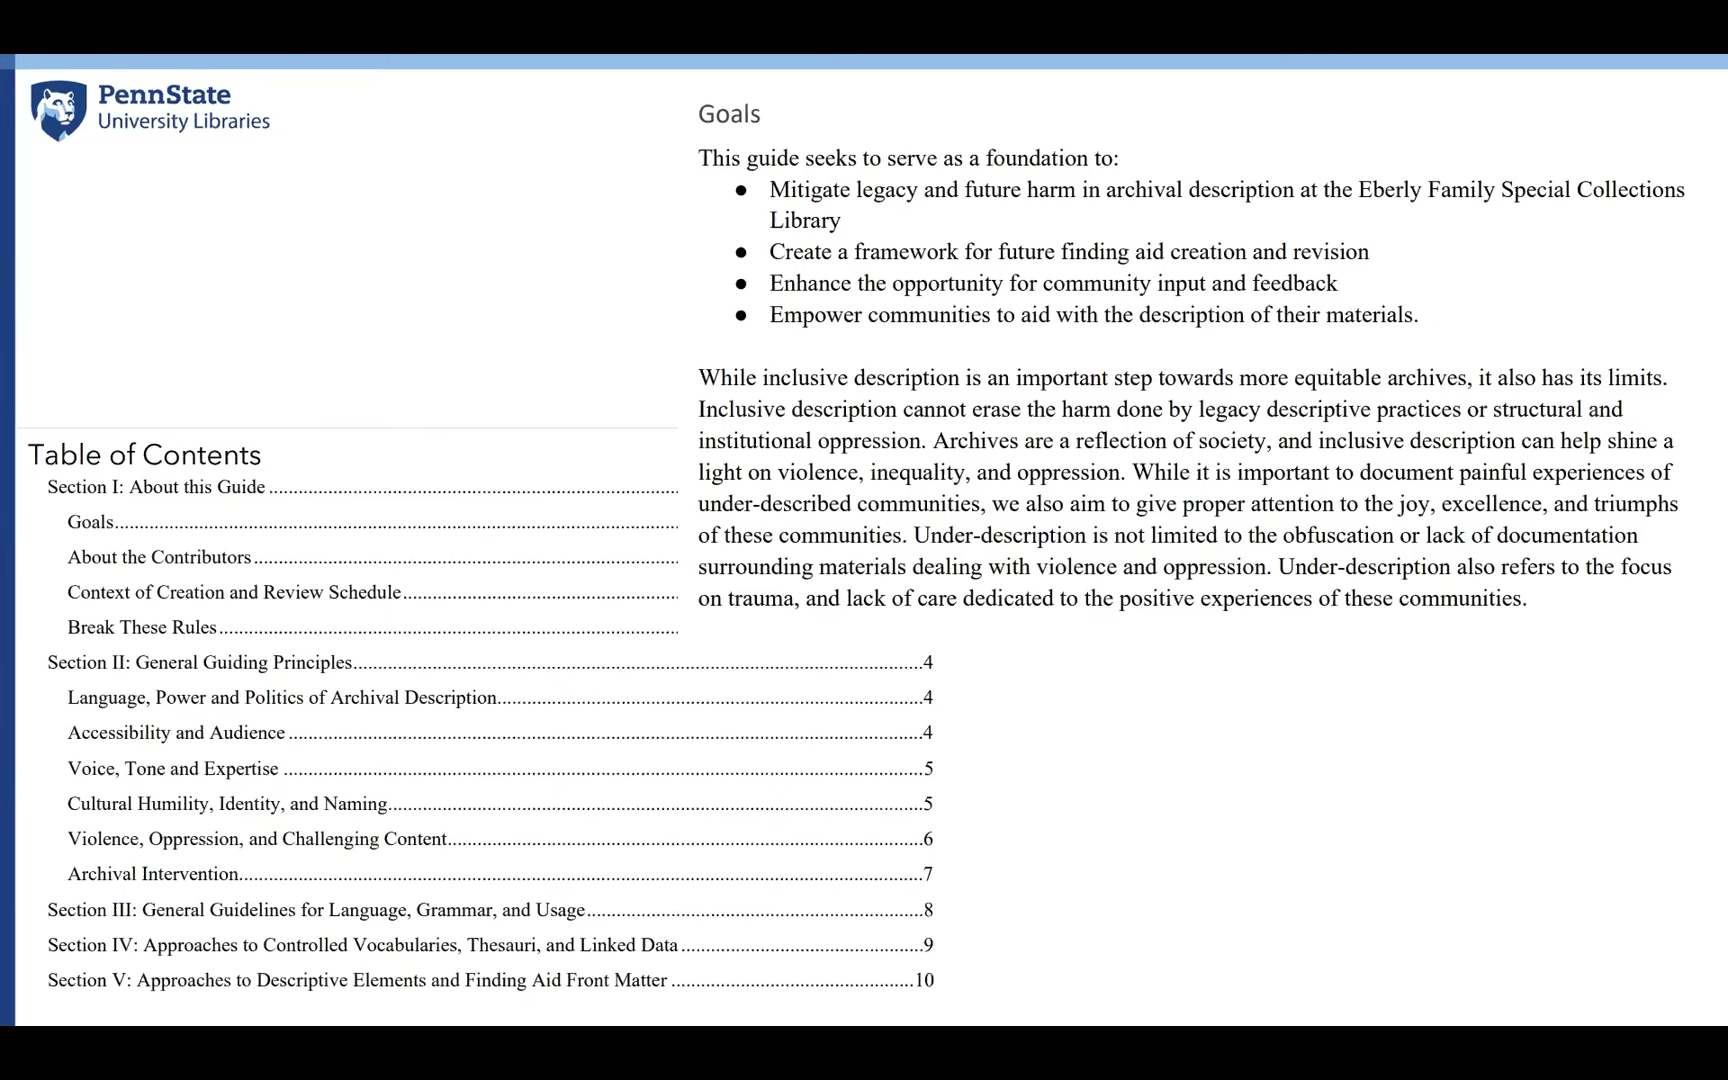 PennState
University Libraries
Goals
This guide seeks to serve as a foundation to:
● Mitigate legacy and future harm in archival description at the Eberly Family Special Collections
Library
● Create a framework for future finding aid creation and revision
● Enhance the opportunity for community input and feedback
● Empower communities to aid with the description of their materials.
While inclusive description is an important step towards more equitable archives, it also has its limits.
Inclusive description cannot erase the harm done by legacy descriptive practices or structural and
institutional oppression. Archives are a reflection of society, and inclusive description can help shine a
light on violence, inequality, and oppression. While it is important to document painful experiences of
under-described communities, we also aim to give proper attention to the joy, excellence, and triumphs
of these communities. Under-description is not limited to the obfuscation or lack of documentation
surrounding materials dealing with violence and oppression. Under-description also refers to the focus
on trauma, and lack of care dedicated to the positive experiences of these communities.
Table of Contents
Section I: About this Guide
Goals
About the Contributors
Context of Creation and Review Schedule
Break These Rules
Section II: General Guiding Principles 4
Language, Power and Politics of Archival Description 4
Accessibility and Audience 4
Voice, Tone and Expertise 5
Cultural Humility, Identity, and Naming 5
Violence, Oppression, and Challenging Content 6
Archival Intervention 7
Section III: General Guidelines for Language, Grammar, and Usage 8
Section IV: Approaches to Controlled Vocabularies, Thesauri, and Linked Data 9
Section V: Approaches to Descriptive Elements and Finding Aid Front Matter 10